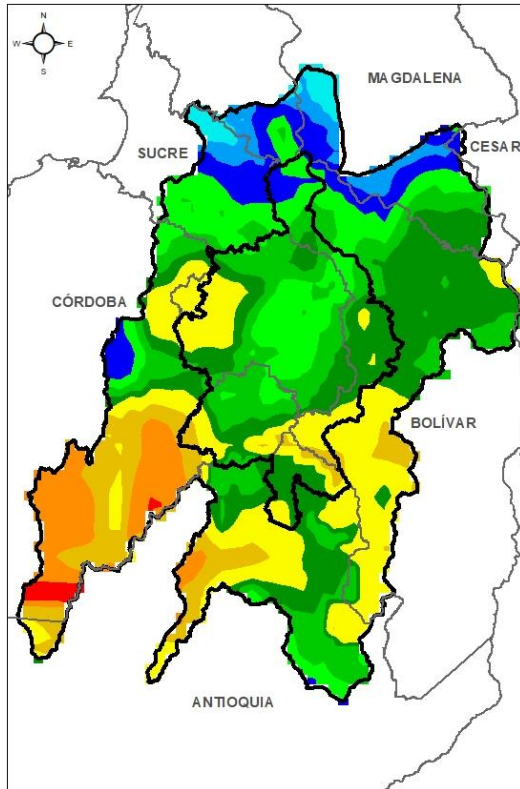 N
W E
S
MAGDALENA
CESAR
SUCRE
CÓRDOBA
BOLÍVAR
ANTIOQUIA